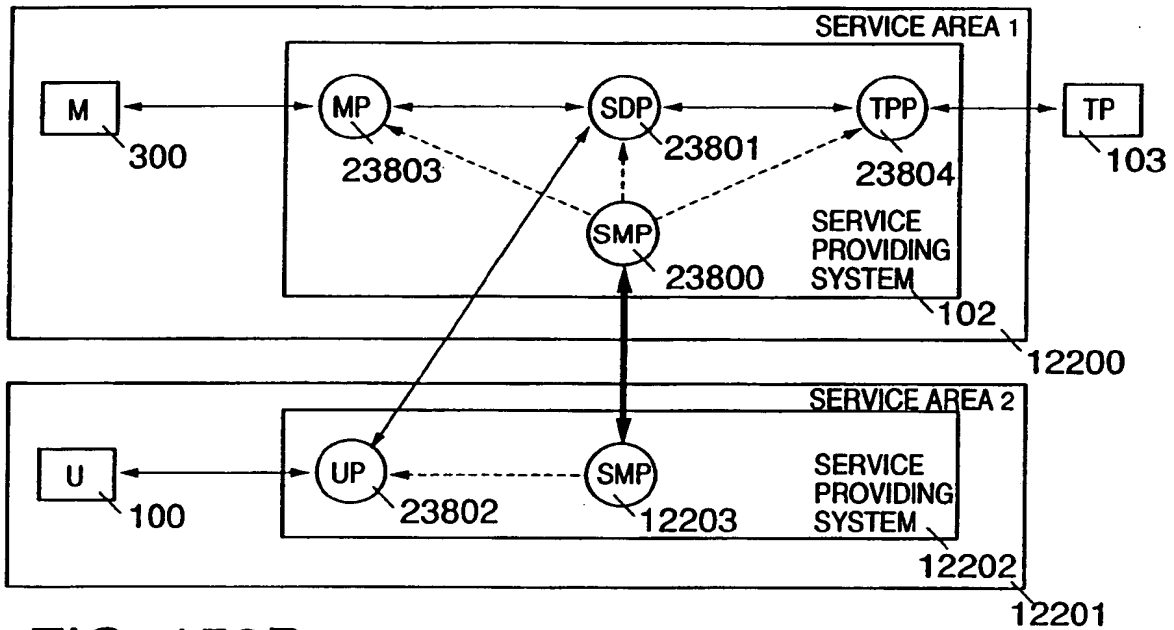 SERVICE AREA 1
M
MP
SDP
TPP
TP
300
23803
23801
23804
103
SMP
23800
SERVICE
PROVIDING
SYSTEM
102
12200
SERVICE AREA 2
U
UP
SMP
100
23802
12203
SERVICE
PROVIDING
SYSTEM
12202
12201